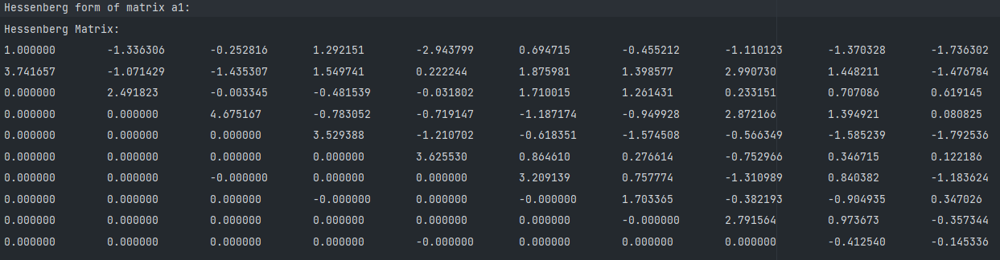 Hessenberg form of matrix a1:
Hessenberg Matrix:
1.000000 -1.336306 -0.252816 1.292151 -2.943799 0.694715 -0.455212 -1.110123 -1.370328 -1.736302
3.741657 -1.071429 -1.435307 1.549741 0.222244 1.875981 1.398577 2.990730 1.448211 -1.476784
0.000000 2.491823 -0.003345 -0.481539 -0.031802 1.710015 1.261431 0.233151 0.707086 0.619145
0.000000 0.000000 4.675167 -0.783052 -0.719147 -1.187174 -0.949928 2.872166 1.394921 0.080825
0.000000 0.000000 0.000000 3.529388 -1.210702 -0.618351 -1.574508 -0.566349 -1.585239 -1.792536
0.000000 0.000000 0.000000 0.000000 3.625530 0.864610 0.276614 -0.752966 0.346715 0.122186
0.000000 0.000000 -0.000000 0.000000 0.000000 3.209139 0.757774 -1.310989 0.840382 -1.183624
0.000000 0.000000 0.000000 -0.000000 0.000000 -0.000000 1.703365 -0.382193 -0.904935 0.347026
0.000000 0.000000 0.000000 0.000000 0.000000 0.000000 -0.000000 2.791564 0.973673 -0.357344
0.000000 0.000000 0.000000 0.000000 -0.000000 0.000000 0.000000 0.000000 -0.412540 -0.145336